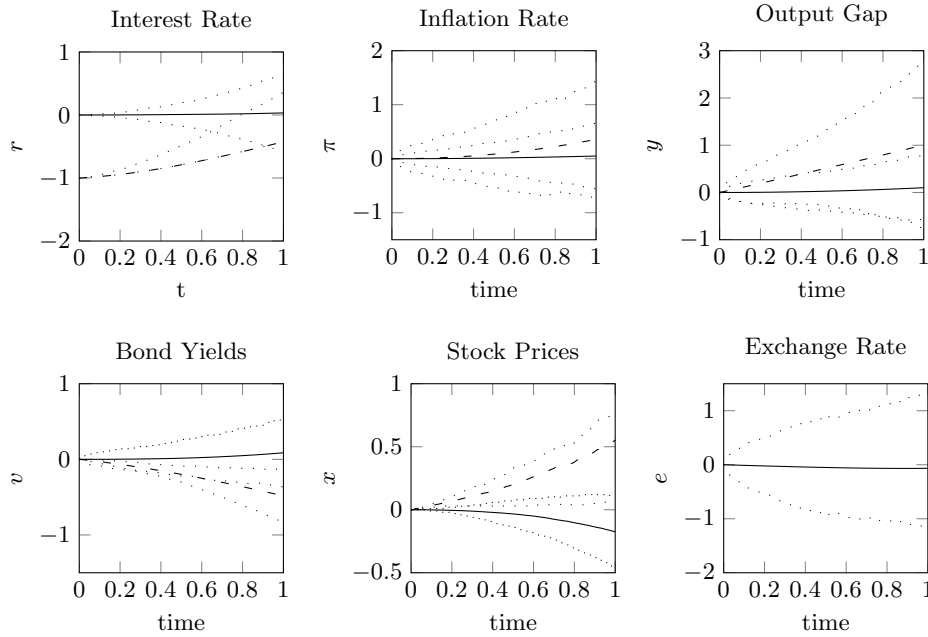 Interest Rate
1
0
−1
−2
r
0 0.2 0.4 0.6 0.8 1
t
Inflation Rate
2
1
0
−1
π
0 0.2 0.4 0.6 0.8 1
time
Output Gap
3
2
1
0
−1
y
0 0.2 0.4 0.6 0.8 1
time
Bond Yields
1
0
−1
v
0 0.2 0.4 0.6 0.8 1
time
Stock Prices
1
0.5
0
−0.5
x
0 0.2 0.4 0.6 0.8 1
time
Exchange Rate
1
0
−1
−2
e
0 0.2 0.4 0.6 0.8 1
time